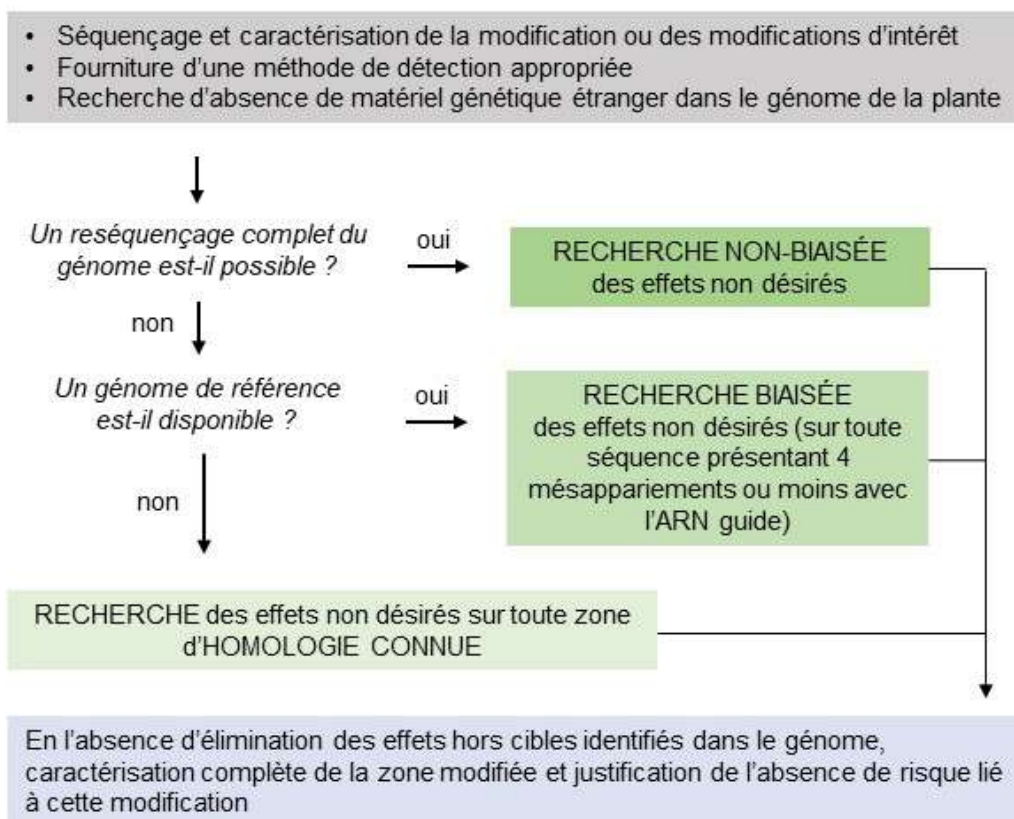 • Séquençage et caractérisation de la modification ou des modifications d'intérêt
• Fourniture d'une méthode de détection appropriée
• Recherche d'absence de matériel génétique étranger dans le génome de la plante
Un reséquençage complet du
génome est-il possible ?
oui
RECHERCHE NON-BIAISÉE
des effets non désirés
non
Un génome de référence
est-il disponible ?
oui
RECHERCHE BIAISÉE
des effets non désirés (sur toute
séquence présentant 4
mésappariements ou moins avec
l'ARN guide)
non
RECHERCHE des effets non désirés sur toute zone
d'HOMOLOGIE CONNUE
En l'absence d'élimination des effets hors cibles identifiés dans le génome,
caractérisation complète de la zone modifiée et justification de l'absence de risque lié
à cette modification